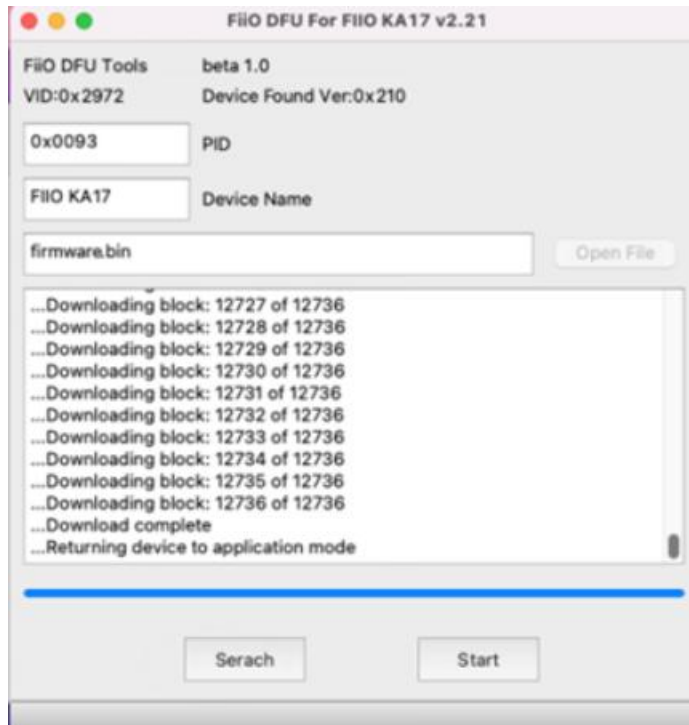 FiiO DFU For FIIO KA17 v2.21
FiiO DFU Tools beta 1.0
VID:0x2972 Device Found Ver:0x210
0x0093 PID
FIIO KA17 Device Name
firmware.bin Open File
...Downloading block: 12727 of 12736
...Downloading block: 12728 of 12736
...Downloading block: 12729 of 12736
...Downloading block: 12730 of 12736
...Downloading block: 12731 of 12736
...Downloading block: 12732 of 12736
...Downloading block: 12733 of 12736
...Downloading block: 12734 of 12736
...Downloading block: 12735 of 12736
...Downloading block: 12736 of 12736
...Download complete
...Returning device to application mode
Serach Start